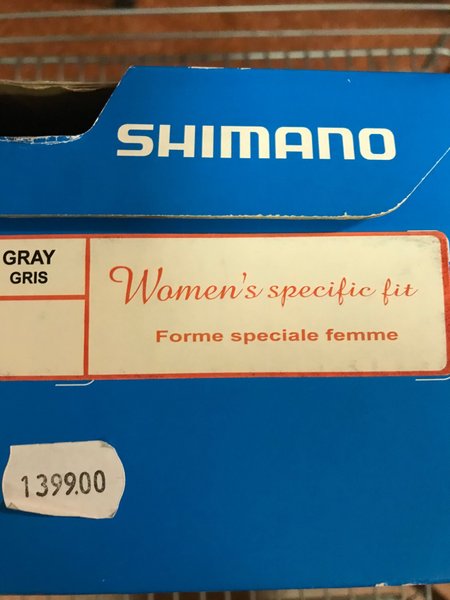 SHIMANO
GRAY
GRIS
Women's specific fit
Forme speciale femme
1399.00